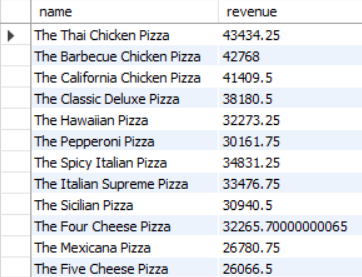 name revenue
The Thai Chicken Pizza 43434.25
The Barbecue Chicken Pizza 42768
The California Chicken Pizza 41409.5
The Classic Deluxe Pizza 38180.5
The Hawaiian Pizza 32273.25
The Pepperoni Pizza 30161.75
The Spicy Italian Pizza 34831.25
The Italian Supreme Pizza 33476.75
The Sicilian Pizza 30940.5
The Four Cheese Pizza 32265.70000000065
The Mexicana Pizza 26780.75
The Five Cheese Pizza 26066.5